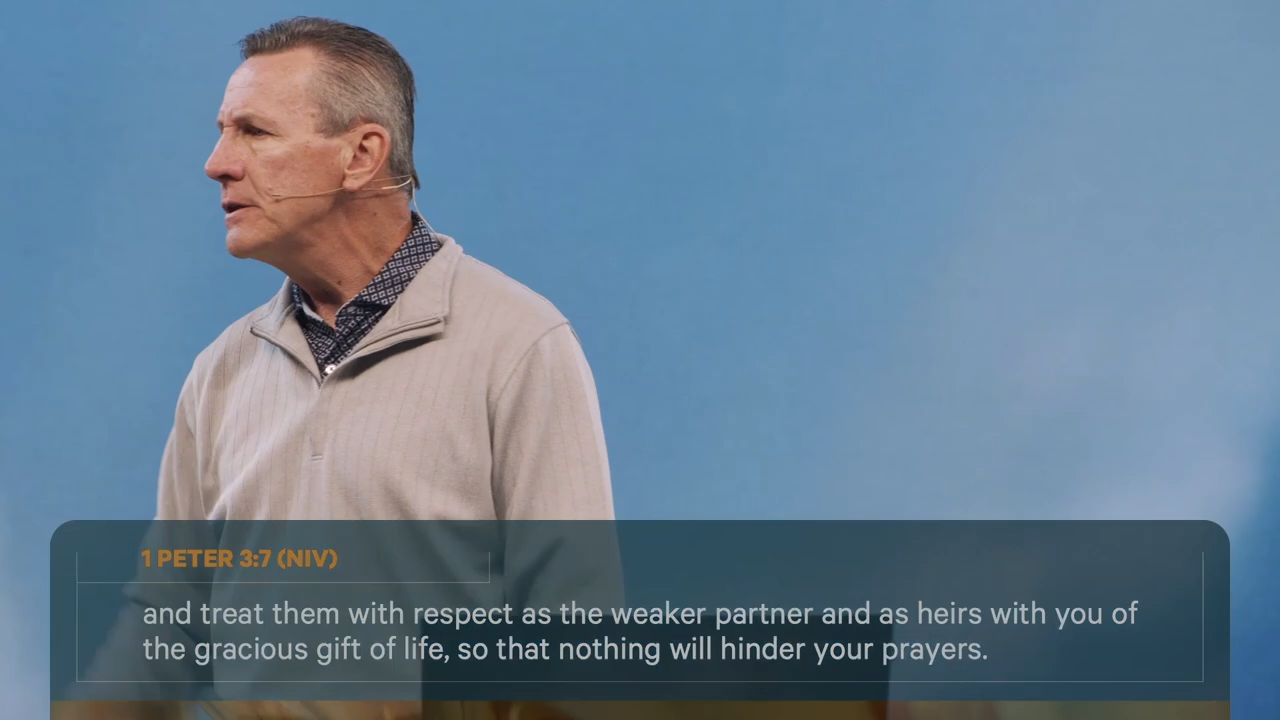 1 PETER 3:7 (NIV)
and treat them with respect as the weaker partner and as heirs with you of
the gracious gift of life, so that nothing will hinder your prayers.